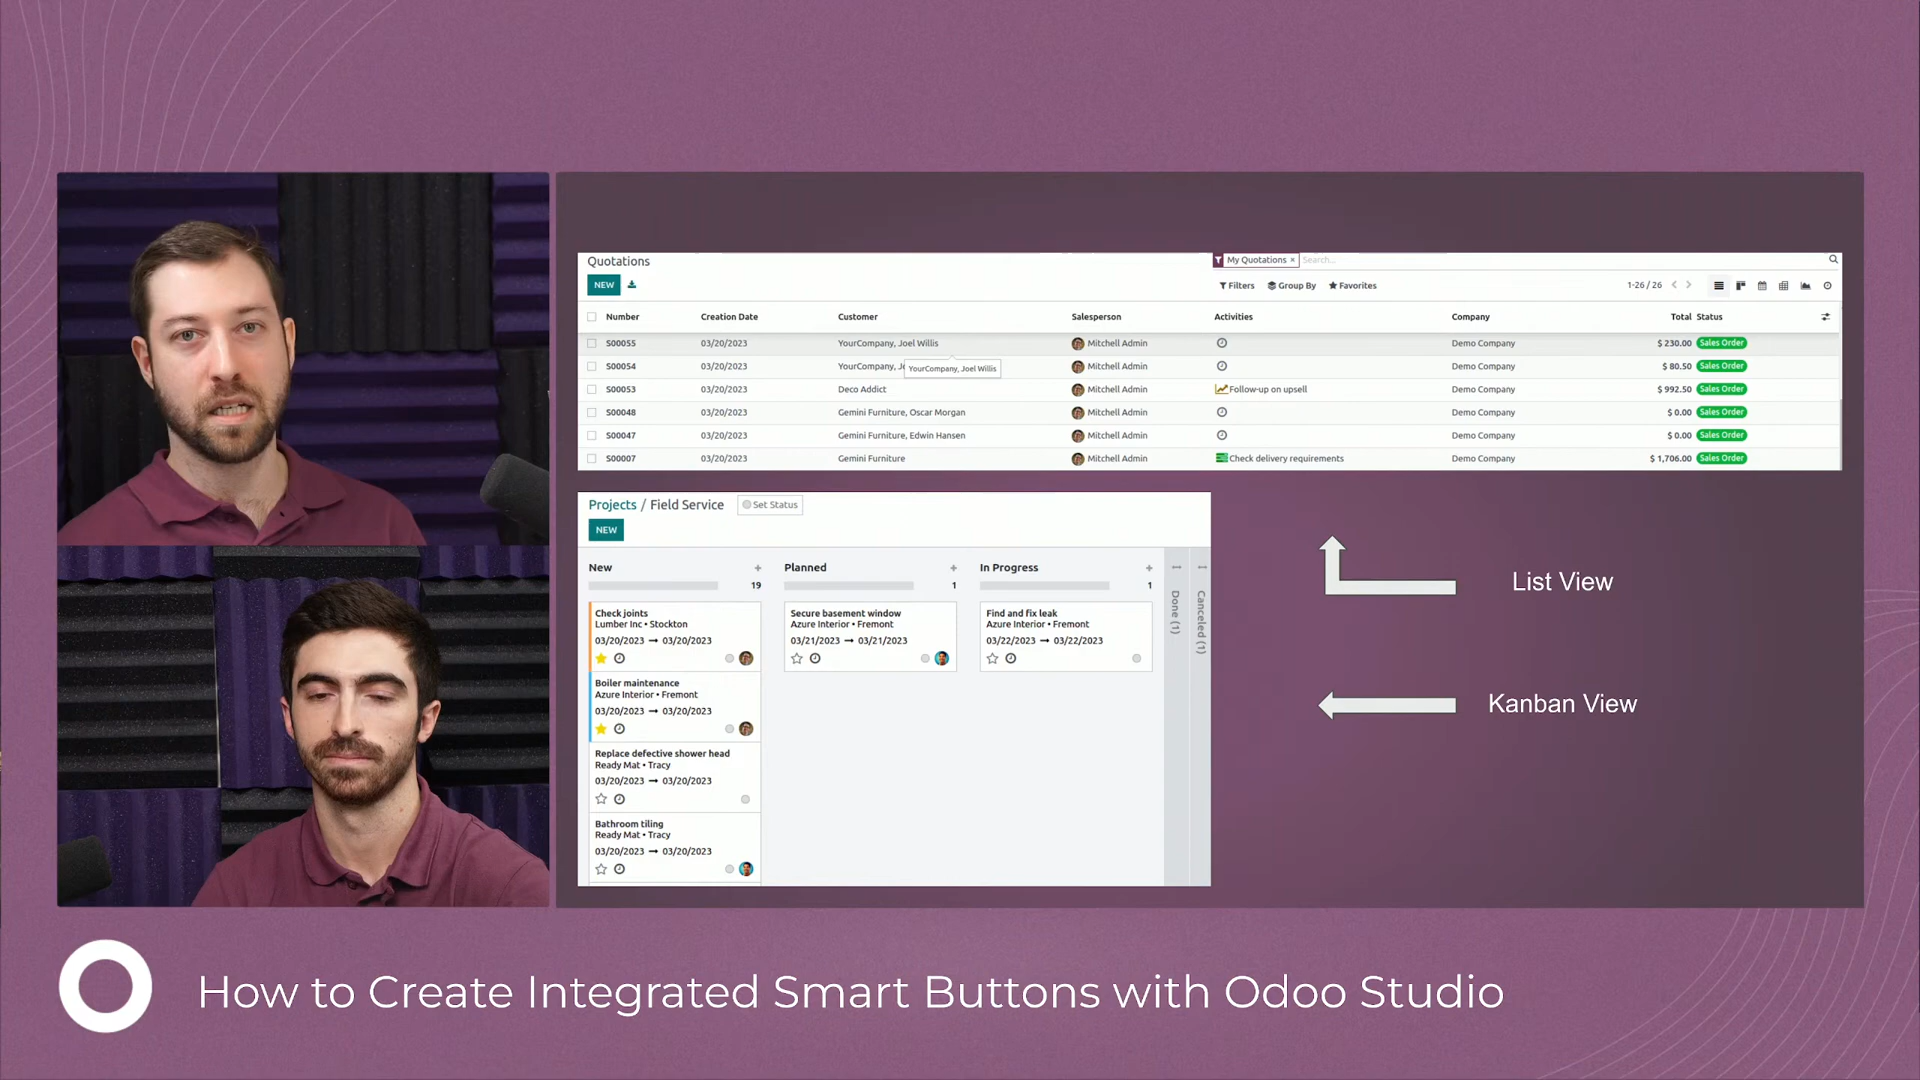 Quotations
My Quotations × Search...
NEW
Filters Group By Favorites
1-26 / 26
Number Creation Date Customer Salesperson Activities Company Total Status
S00055 03/20/2023 YourCompany, Joel Willis Mitchell Admin Demo Company $ 230.00 Sales Order
S00054 03/20/2023 YourCompany, Mitchell Admin Demo Company $ 80.50 Sales Order
YourCompany, Joel Willis
S00053 03/20/2023 Deco Addict Mitchell Admin Follow-up on upsell Demo Company $ 992.50 Sales Order
S00048 03/20/2023 Gemini Furniture, Oscar Morgan Mitchell Admin Demo Company $ 0.00 Sales Order
S00047 03/20/2023 Gemini Furniture, Edwin Hansen Mitchell Admin Demo Company $ 0.00 Sales Order
S00007 03/20/2023 Gemini Furniture Mitchell Admin Check delivery requirements Demo Company $ 1,706.00 Sales Order
Projects / Field Service Set Status
NEW
New +
19
Check joints
Lumber Inc • Stockton
03/20/2023 → 03/20/2023
Boiler maintenance
Azure Interior • Fremont
03/20/2023 → 03/20/2023
Replace defective shower head
Ready Mat • Tracy
03/20/2023 → 03/20/2023
Bathroom tiling
Ready Mat • Tracy
03/20/2023 → 03/20/2023
Planned +
1
Secure basement window
Azure Interior • Fremont
03/21/2023 → 03/21/2023
In Progress +
1
Find and fix leak
Azure Interior • Fremont
03/22/2023 → 03/22/2023
Done (1)
Canceled (1)
List View
Kanban View
How to Create Integrated Smart Buttons with Odoo Studio